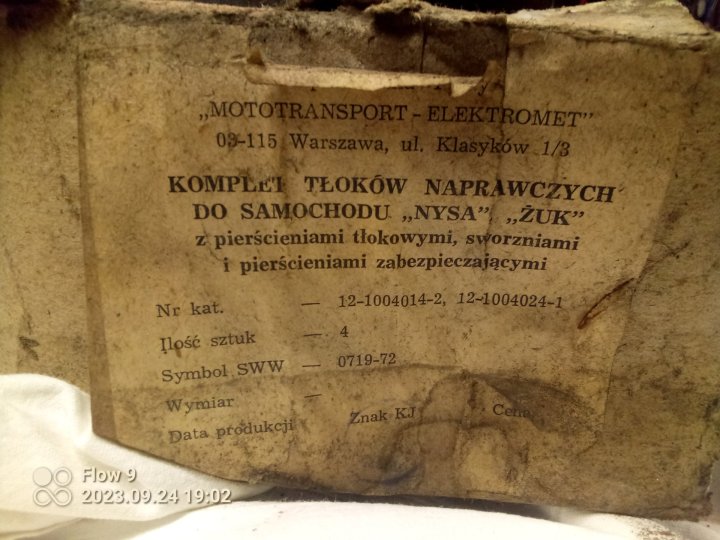 „MOTOTRANSPORT - ELEKTROMET”
03-115 Warszawa, ul. Klasyków 1/3
KOMPLET TŁOKÓW NAPRAWCZYCH
DO SAMOCHODU „NYSA”, „ŻUK”
z pierścieniami tłokowymi, sworzniami
i pierścieniami zabezpieczającymi
Nr kat. — 12-1004014-2, 12-1004024-1
Ilość sztuk — 4
Symbol SWW — 0719-72
Wymiar —
Data produkcji Znak KJ Cena
Flow 9
2023.09.24 19:02